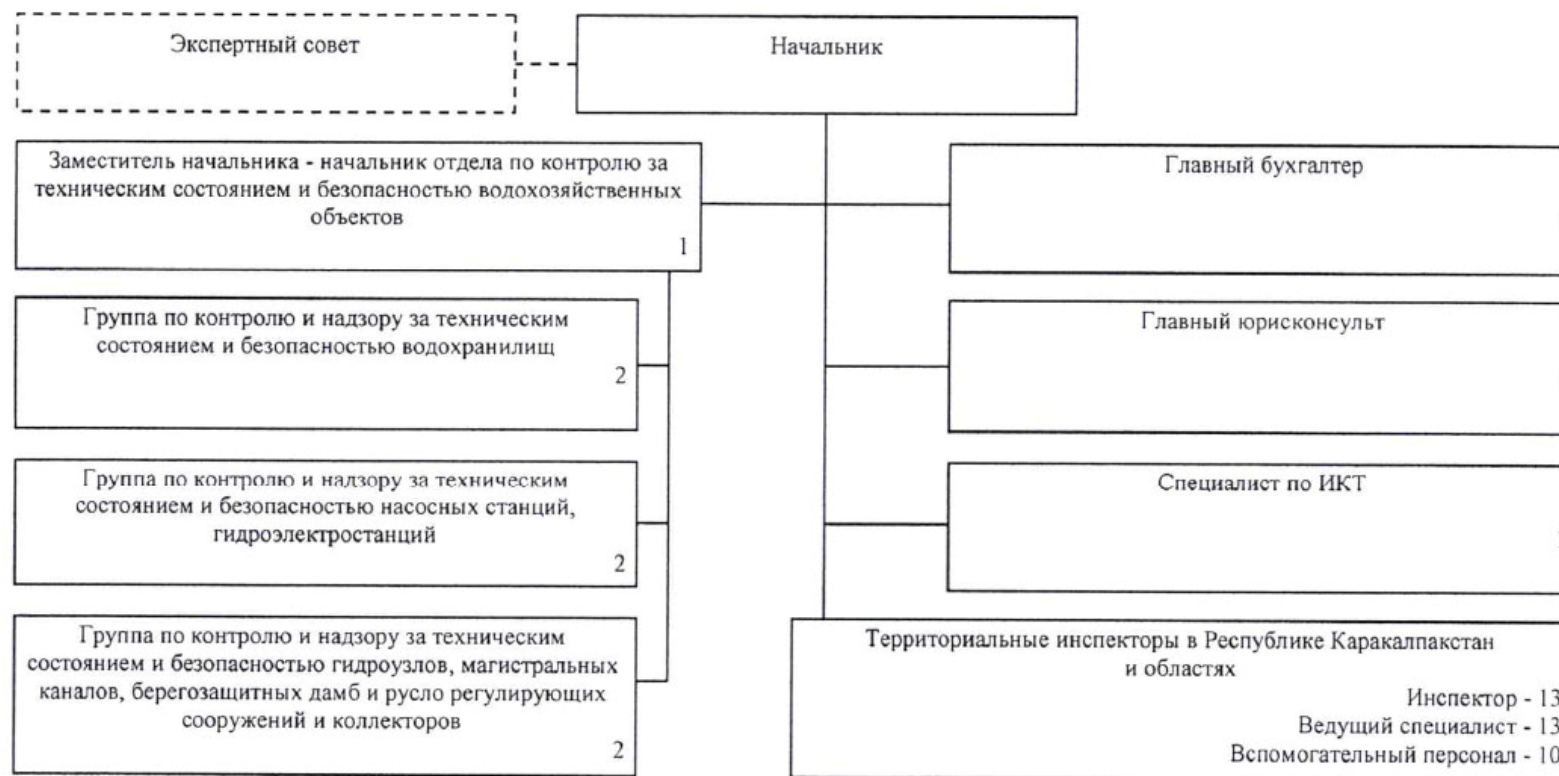 Экспертный совет
Начальник
Заместитель начальника - начальник отдела по контролю за
техническим состоянием и безопасностью водохозяйственных
объектов
1
Главный бухгалтер
Группа по контролю и надзору за техническим
состоянием и безопасностью водохранилищ
2
Главный юрисконсульт
Группа по контролю и надзору за техническим
состоянием и безопасностью насосных станций,
гидроэлектростанций
2
Специалист по ИКТ
Группа по контролю и надзору за техническим
состоянием и безопасностью гидроузлов, магистральных
каналов, берегозащитных дамб и русло регулирующих
сооружений и коллекторов
2
Территориальные инспекторы в Республике Каракалпакстан
и областях
Инспектор - 13
Ведущий специалист - 13
Вспомогательный персонал - 10